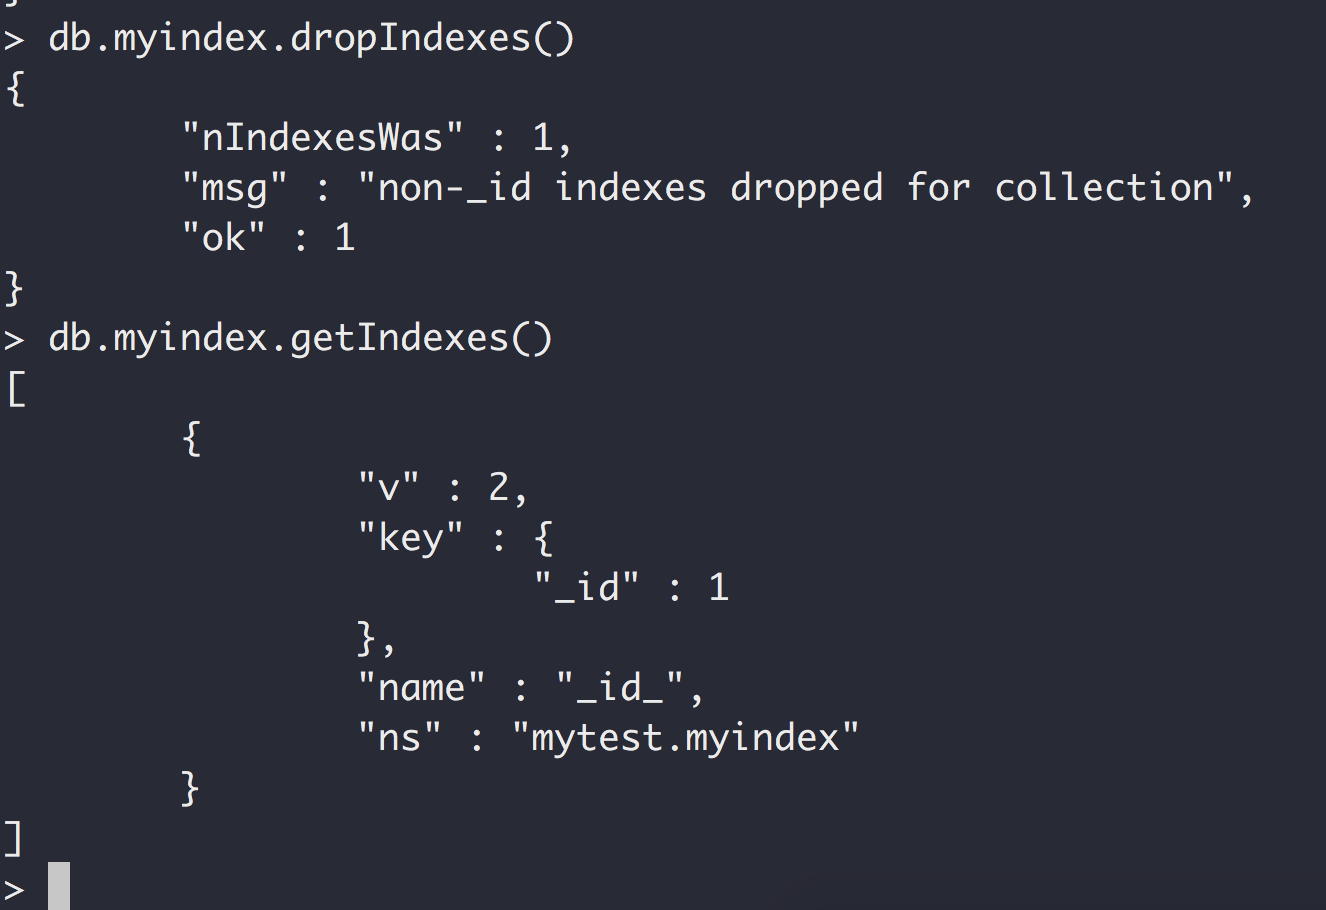 }
> db.myindex.dropIndexes()
{
        "nIndexesWas" : 1,
        "msg" : "non-_id indexes dropped for collection",
        "ok" : 1
}
> db.myindex.getIndexes()
[
        {
                "v" : 2,
                "key" : {
                        "_id" : 1
                },
                "name" : "_id_",
                "ns" : "mytest.myindex"
        }
]
>